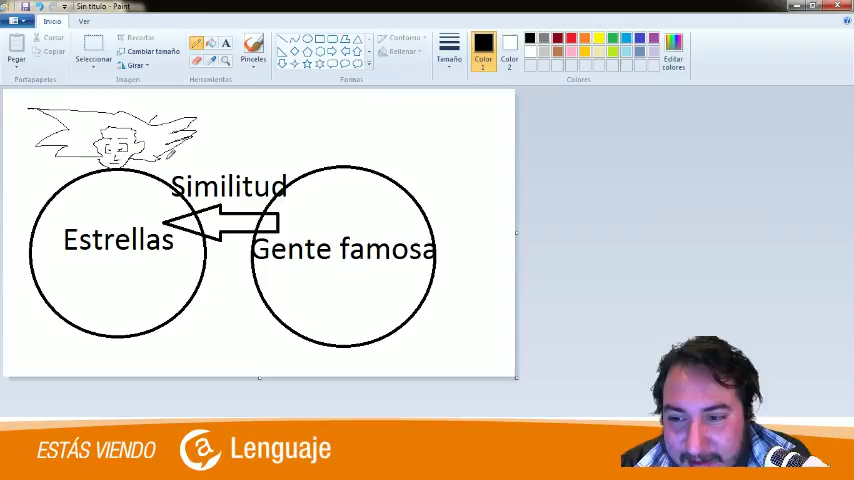 Sin título - Paint
Inicio
Ver
Pegar
Cortar
Copiar
Portapapeles
Seleccionar
Recortar
Cambiar tamaño
Girar
Imagen
A
Herramientas
Pinceles
Contorno
Rellenar
Formas
Tamaño
Color
1
Color
2
Editar
colores
Colores
Similitud
Estrellas
Gente famosa
ESTÁS VIENDO
a
Lenguaje